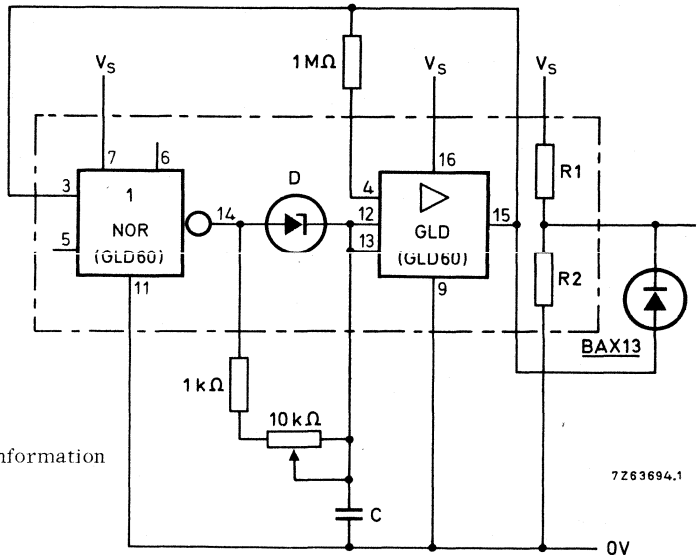 1MΩ
VS
VS
VS
7
6
3
1
NOR
(GLD60)
5
14
11
D
4
12
13
16
GLD
(GLD60)
15
9
R1
R2
BAX13
1kΩ
10kΩ
C
nformation
7Z63694.1
0V